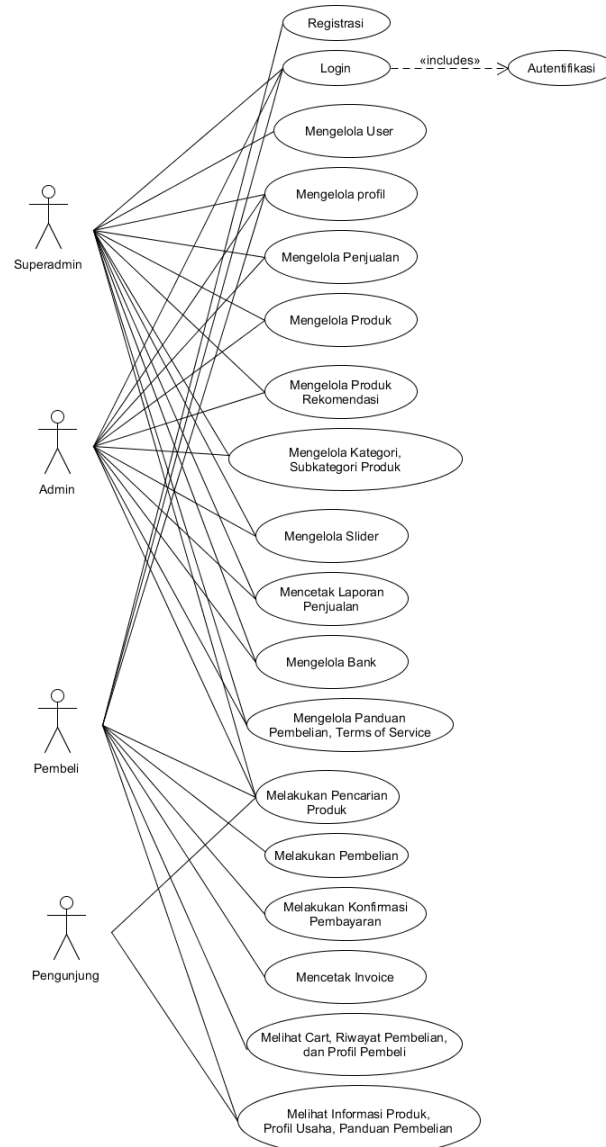 Registrasi
Login
«includes»
Autentifikasi
Mengelola User
Mengelola profil
Superadmin
Mengelola Penjualan
Mengelola Produk
Mengelola Produk
Rekomendasi
Admin
Mengelola Kategori,
Subkategori Produk
Mengelola Slider
Mencetak Laporan
Penjualan
Mengelola Bank
Pembeli
Mengelola Panduan
Pembelian, Terms of Service
Melakukan Pencarian
Produk
Melakukan Pembelian
Melakukan Konfirmasi
Pembayaran
Pengunjung
Mencetak Invoice
Melihat Cart, Riwayat Pembelian,
dan Profil Pembeli
Melihat Informasi Produk,
Profil Usaha, Panduan Pembelian